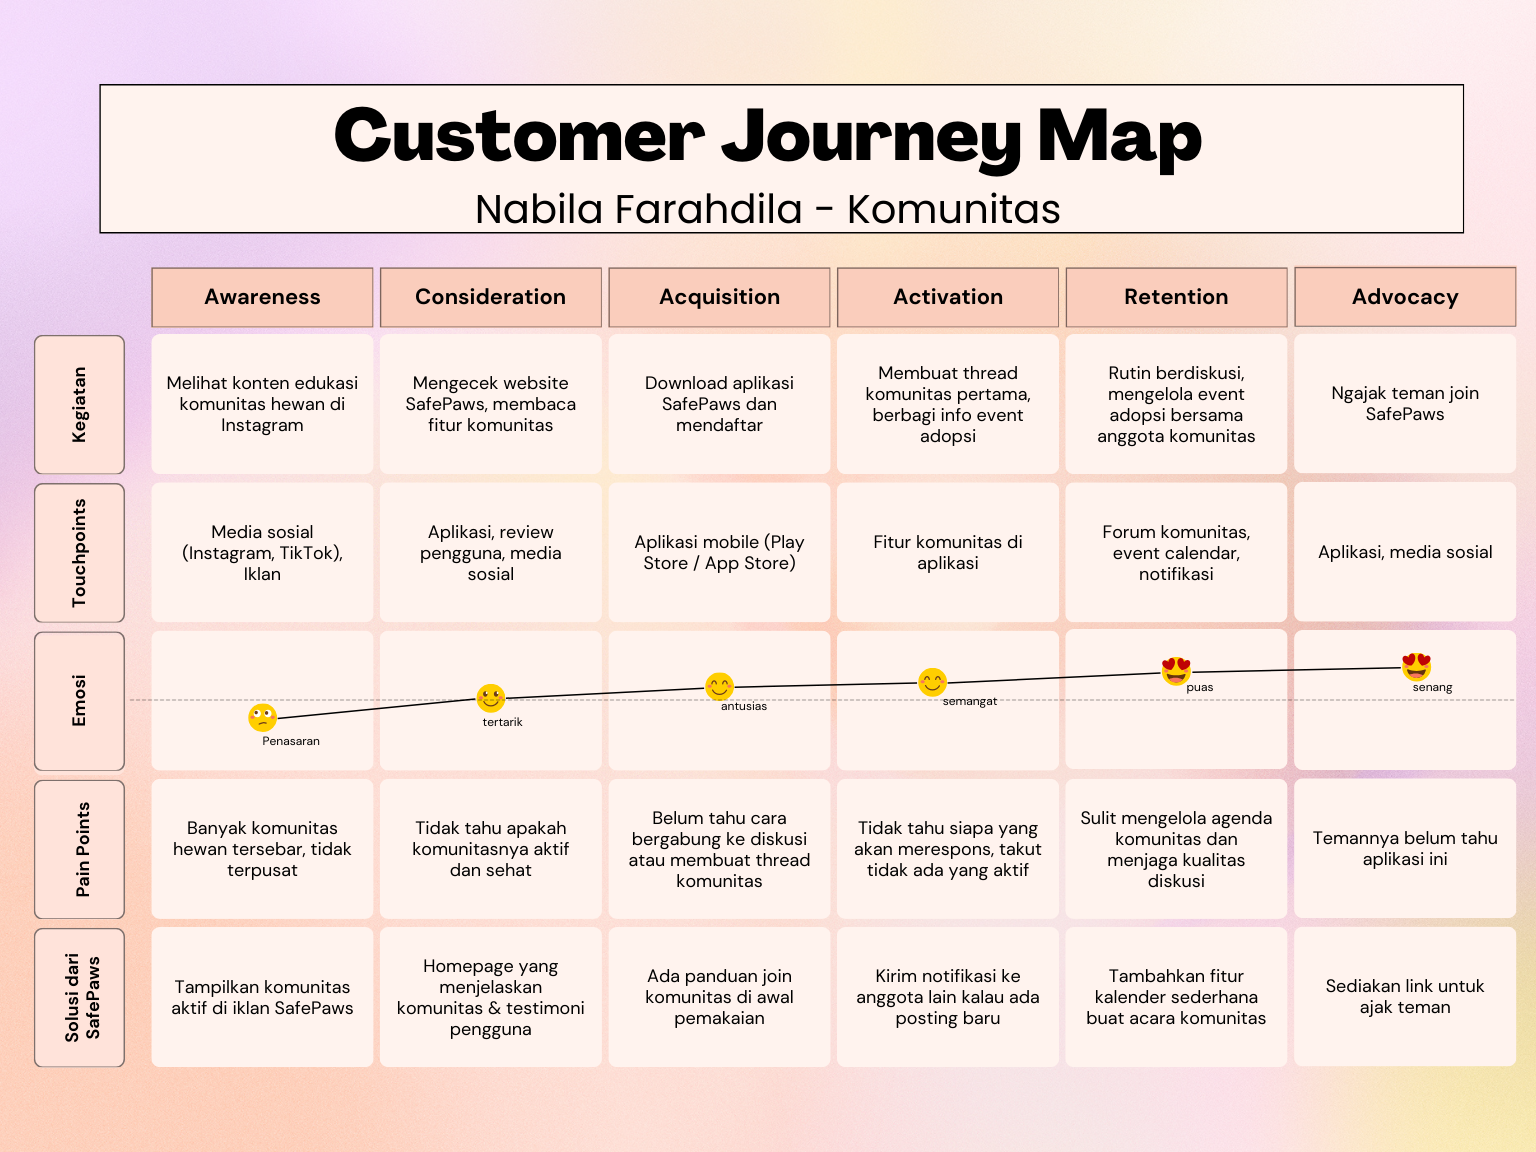 Customer Journey Map
Nabila Farahdila - Komunitas
Awareness
Consideration
Acquisition
Activation
Retention
Advocacy
Kegiatan
Melihat konten edukasi
komunitas hewan di
Instagram
Mengecek website
SafePaws, membaca
fitur komunitas
Download aplikasi
SafePaws dan
mendaftar
Membuat thread
komunitas pertama,
berbagi info event
adopsi
Rutin berdiskusi,
mengelola event
adopsi bersama
anggota komunitas
Ngajak teman join
SafePaws
Touchpoints
Media sosial
(Instagram, TikTok),
Iklan
Aplikasi, review
pengguna, media
sosial
Aplikasi mobile (Play
Store / App Store)
Fitur komunitas di
aplikasi
Forum komunitas,
event calendar,
notifikasi
Aplikasi, media sosial
Emosi
Penasaran
tertarik
antusias
semangat
puas
senang
Pain Points
Banyak komunitas
hewan tersebar, tidak
terpusat
Tidak tahu apakah
komunitasnya aktif
dan sehat
Belum tahu cara
bergabung ke diskusi
atau membuat thread
komunitas
Tidak tahu siapa yang
akan merespons, takut
tidak ada yang aktif
Sulit mengelola agenda
komunitas dan
menjaga kualitas
diskusi
Temannya belum tahu
aplikasi ini
Solusi dari
SafePaws
Tampilkan komunitas
aktif di iklan SafePaws
Homepage yang
menjelaskan
komunitas & testimoni
pengguna
Ada panduan join
komunitas di awal
pemakaian
Kirim notifikasi ke
anggota lain kalau ada
posting baru
Tambahkan fitur
kalender sederhana
buat acara komunitas
Sediakan link untuk
ajak teman